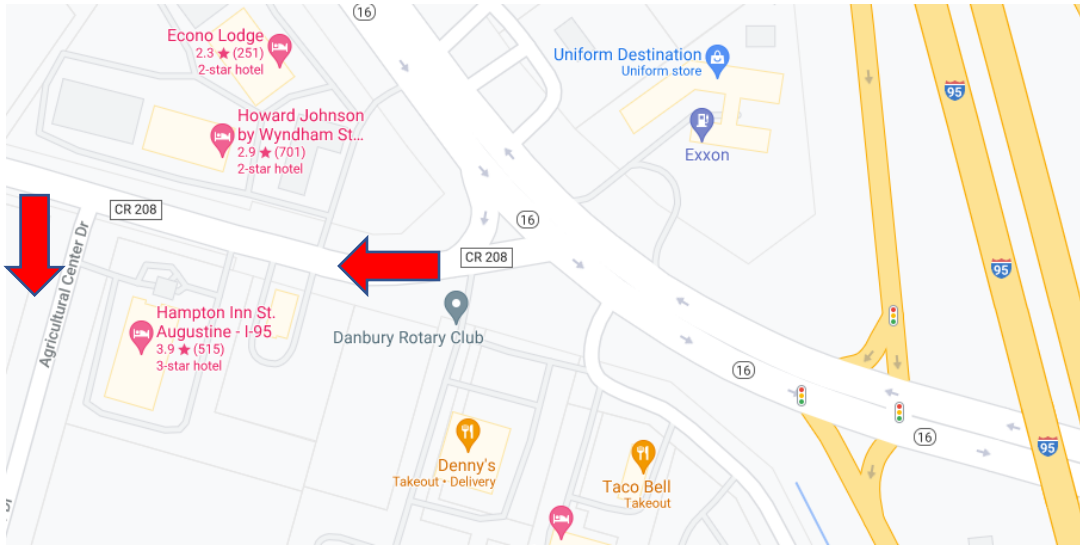 16
Econo Lodge
2.3 ★ (251)
2-star hotel
Uniform Destination
Uniform store
95
Howard Johnson
by Wyndham St...
2.9 ★ (701)
2-star hotel
Exxon
CR 208
16
CR 208
95
Agricultural Center Dr
Hampton Inn St.
Augustine - I-95
3.9 ★ (515)
3-star hotel
Danbury Rotary Club
16
16
95
Denny's
Takeout • Delivery
Taco Bell
Takeout